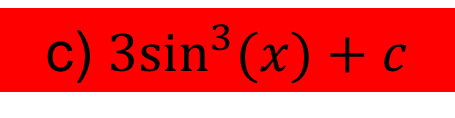 c) 3sin³(x) + c